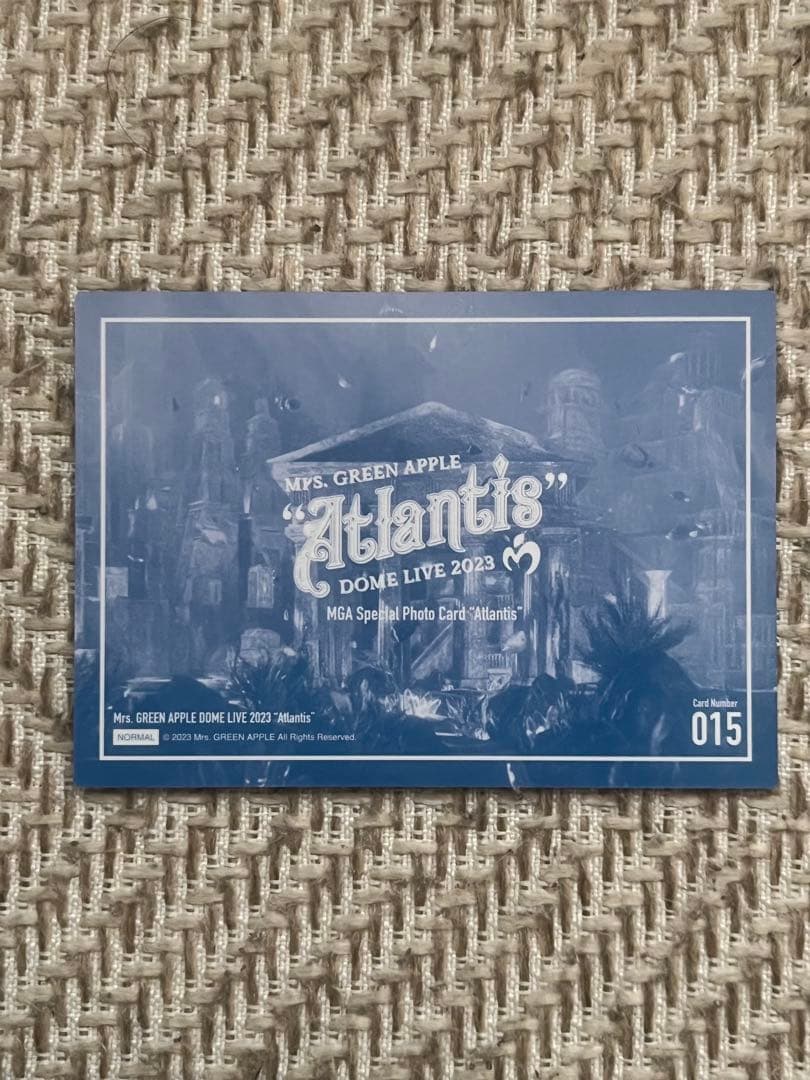 Mrs. GREEN APPLE
“Atlantis”
DOME LIVE 2023
MGA Special Photo Card “Atlantis”
Mrs. GREEN APPLE DOME LIVE 2023 “Atlantis”
NORMAL © 2023 Mrs. GREEN APPLE All Rights Reserved.
Card Number
015